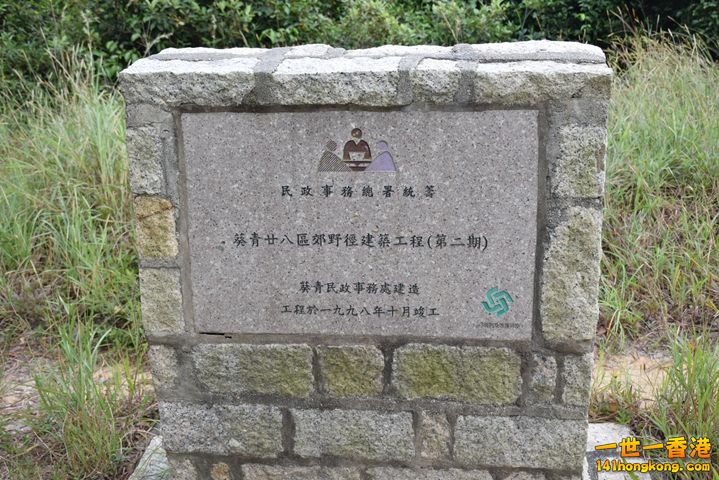 民政事務總署統籌
葵青廿八區郊野徑建築工程(第二期)
葵青民政事務處建造
工程於一九九八年十月竣工
一世一香港
141hongkong.com